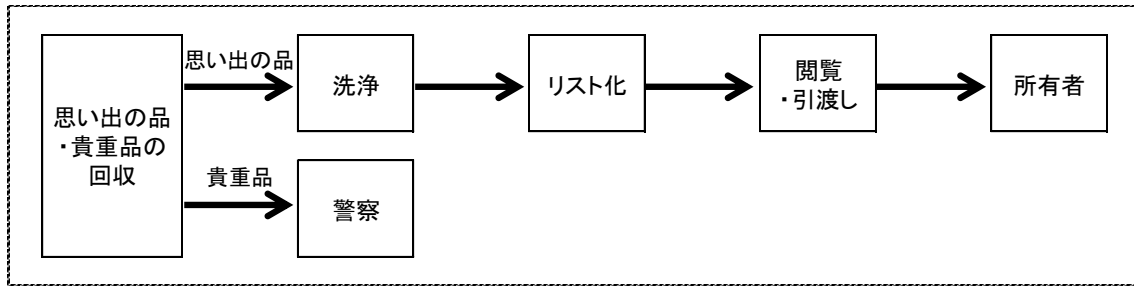 思い出の品
・貴重品の
回収
思い出の品
洗浄
リスト化
閲覧
・引渡し
所有者
貴重品
警察